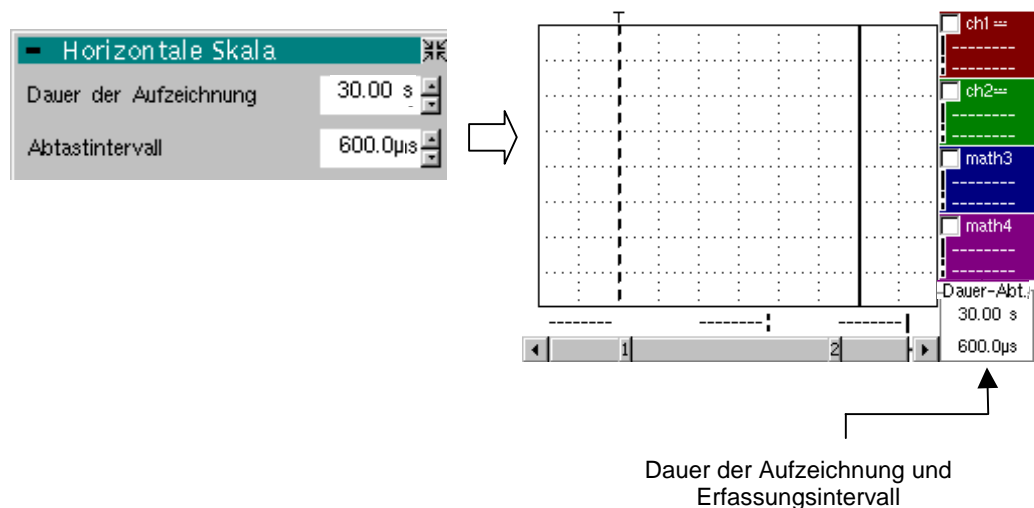 Horizontale Skala
Dauer der Aufzeichnung 30.00 s
Abtastintervall 600.0µs
T
ch1
ch2
math3
math4
Dauer-Abt.
30.00 s
600.0µs
1 2
Dauer der Aufzeichnung und
Erfassungsintervall